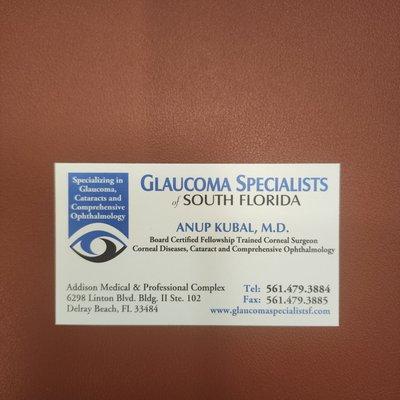 Specializing in
Glaucoma,
Cataracts and
Comprehensive
Ophthalmology
GLAUCOMA SPECIALISTS
of SOUTH FLORIDA
ANUP KUBAL, M.D.
Board Certified Fellowship Trained Corneal Surgeon
Corneal Diseases, Cataract and Comprehensive Ophthalmology
Addison Medical & Professional Complex
6298 Linton Blvd. Bldg. II Ste. 102
Delray Beach, FL 33484
Tel: 561.479.3884
Fax: 561.479.3885
www.glaucomaspecialistsf.com